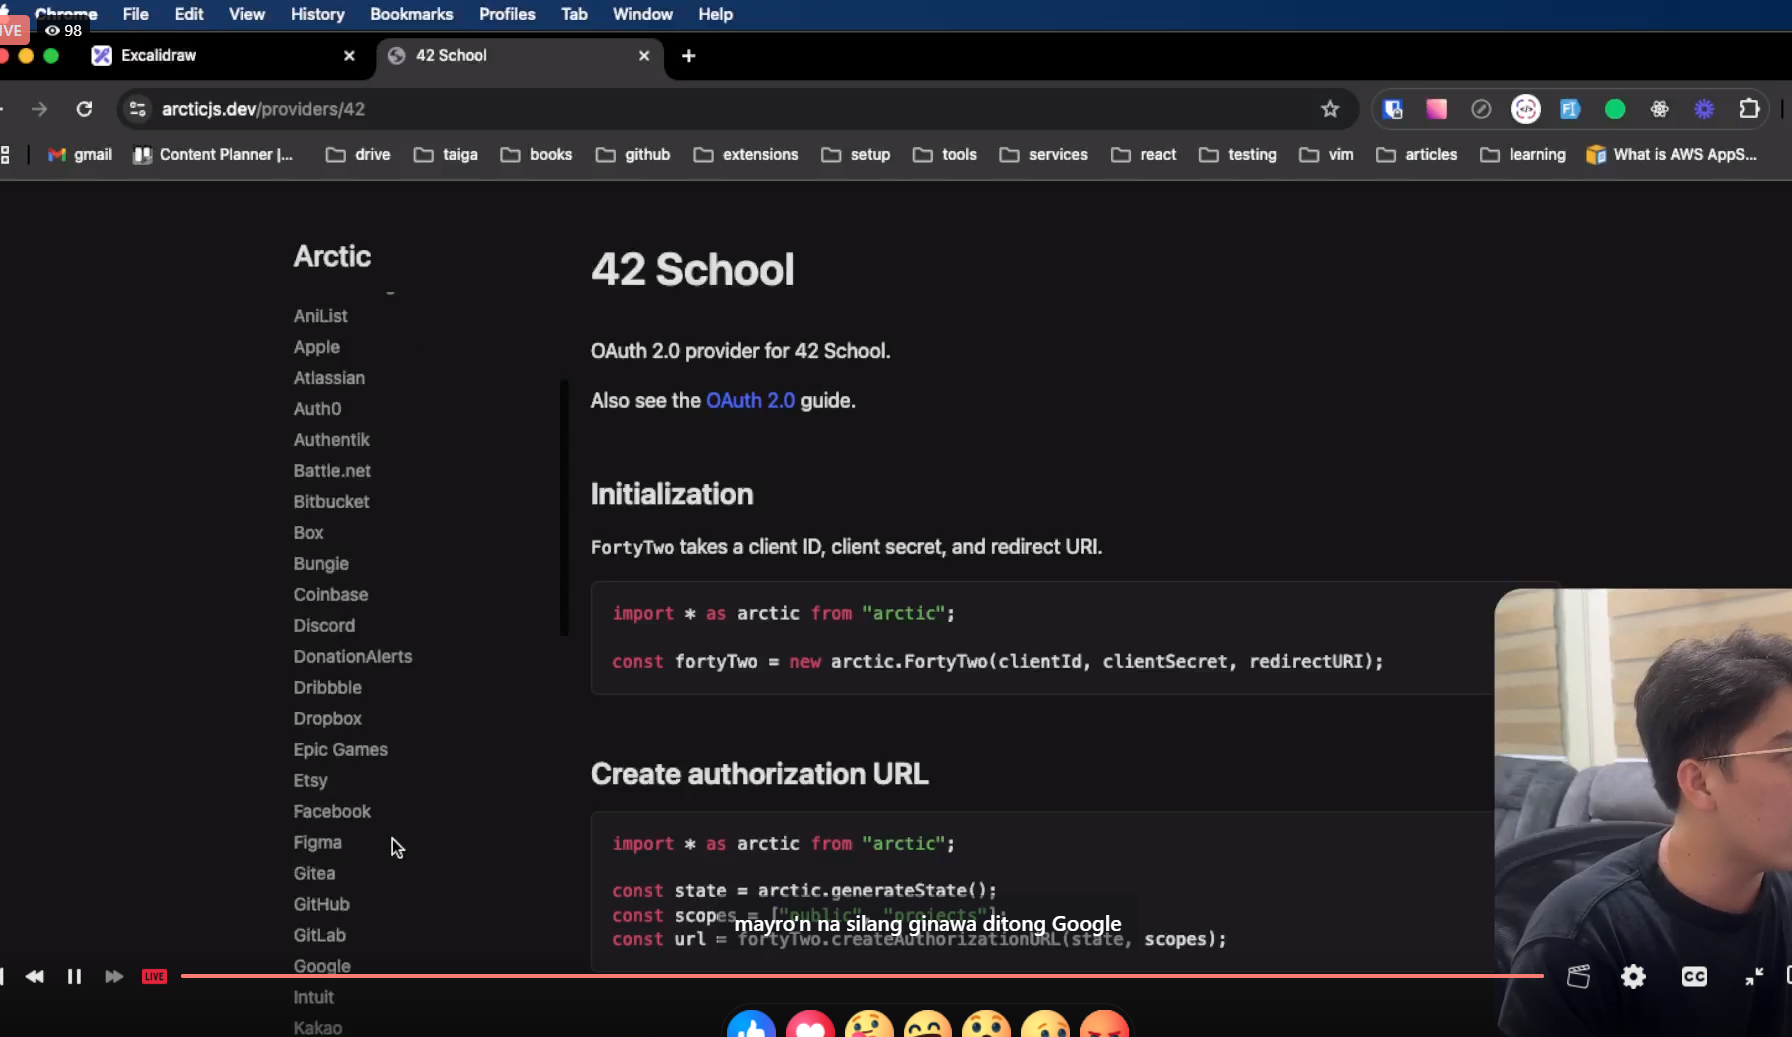 Chrome File Edit View History Bookmarks Profiles Tab Window Help
98
Excalidraw
42 School
arcticjs.dev/providers/42
gmail Content Planner |... drive taiga books github extensions setup tools services react testing vim articles learning What is AWS AppS...
Arctic
AniList
Apple
Atlassian
Auth0
Authentik
Battle.net
Bitbucket
Box
Bungie
Coinbase
Discord
DonationAlerts
Dribbble
Dropbox
Epic Games
Etsy
Facebook
Figma
Gitea
GitHub
GitLab
Google
Intuit
Kakao
42 School
OAuth 2.0 provider for 42 School.
Also see the OAuth 2.0 guide.
Initialization
FortyTwo takes a client ID, client secret, and redirect URI.
import * as arctic from "arctic";
const fortyTwo = new arctic.FortyTwo(clientId, clientSecret, redirectURI);
Create authorization URL
import * as arctic from "arctic";
const state = arctic.generateState();
const scopes = ["public", "projects"];
const url = fortyTwo.createAuthorizationURL(state, scopes);
mayro'n na silang ginawa ditong Google
LIVE
CC